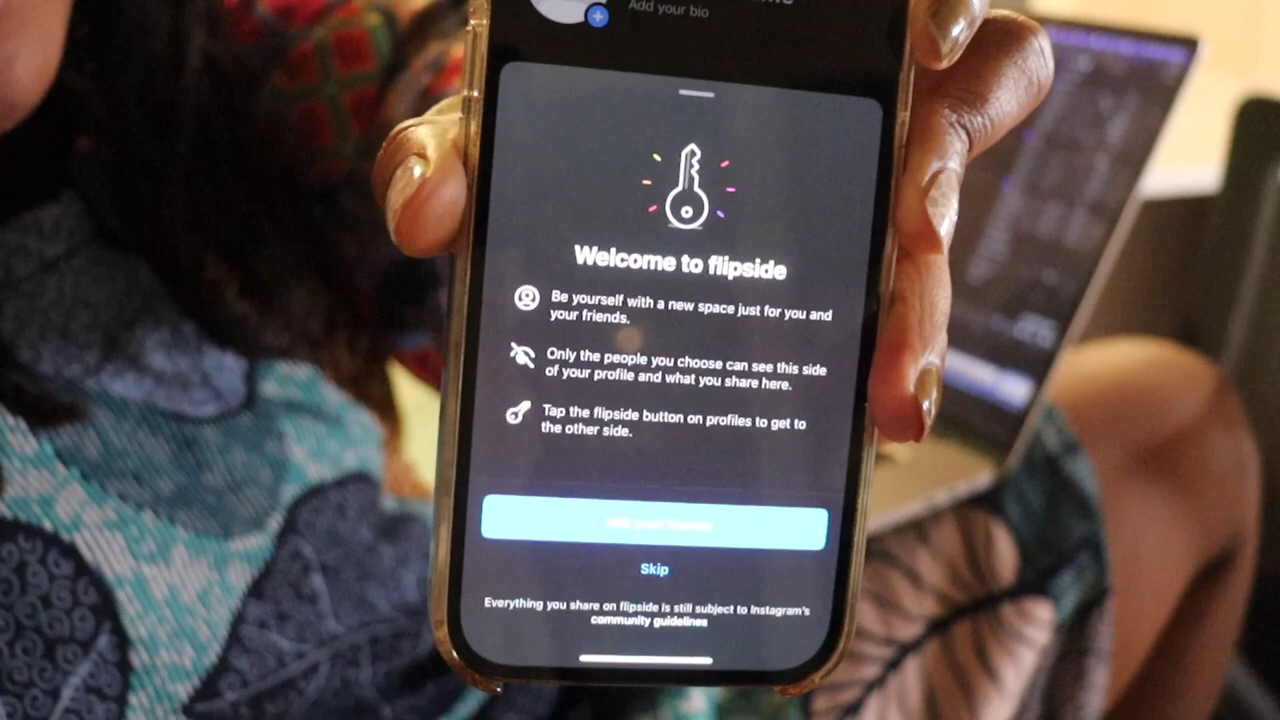 Add your bio
Welcome to flipside
Be yourself with a new space just for you and
your friends.
Only the people you choose can see this side
of your profile and what you share here.
Tap the flipside button on profiles to get to
the other side.
Skip
Everything you share on flipside is still subject to Instagram's
community guidelines